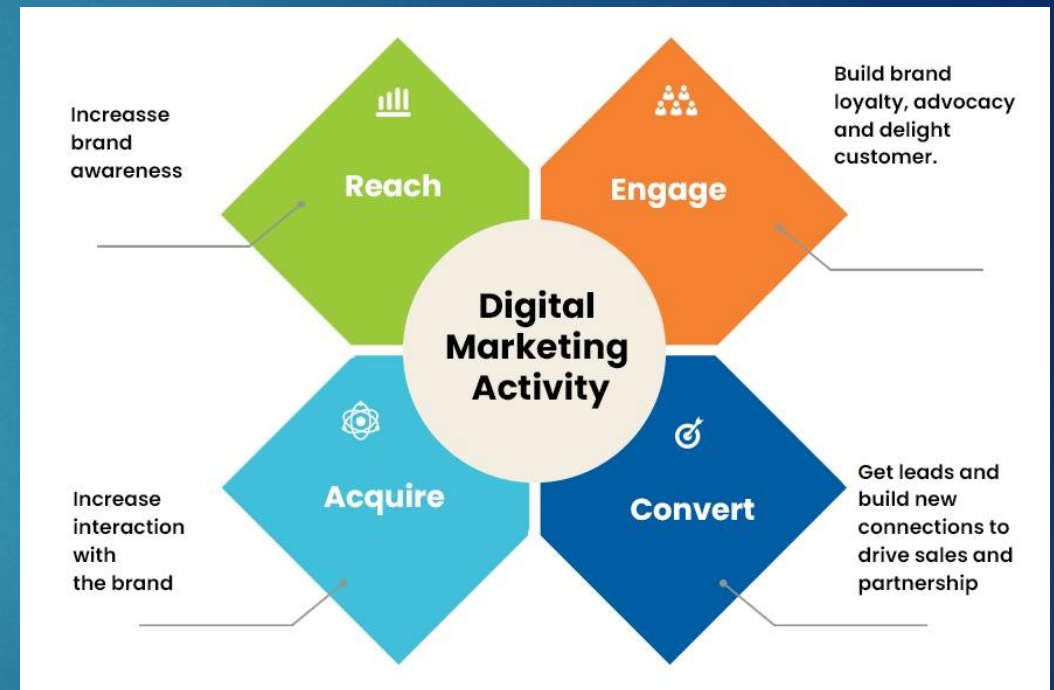 Increasse
brand
awareness
Reach
Engage
Build brand
loyalty, advocacy
and delight
customer.
Digital
Marketing
Activity
Increase
interaction
with
the brand
Acquire
Convert
Get leads and
build new
connections to
drive sales and
partnership